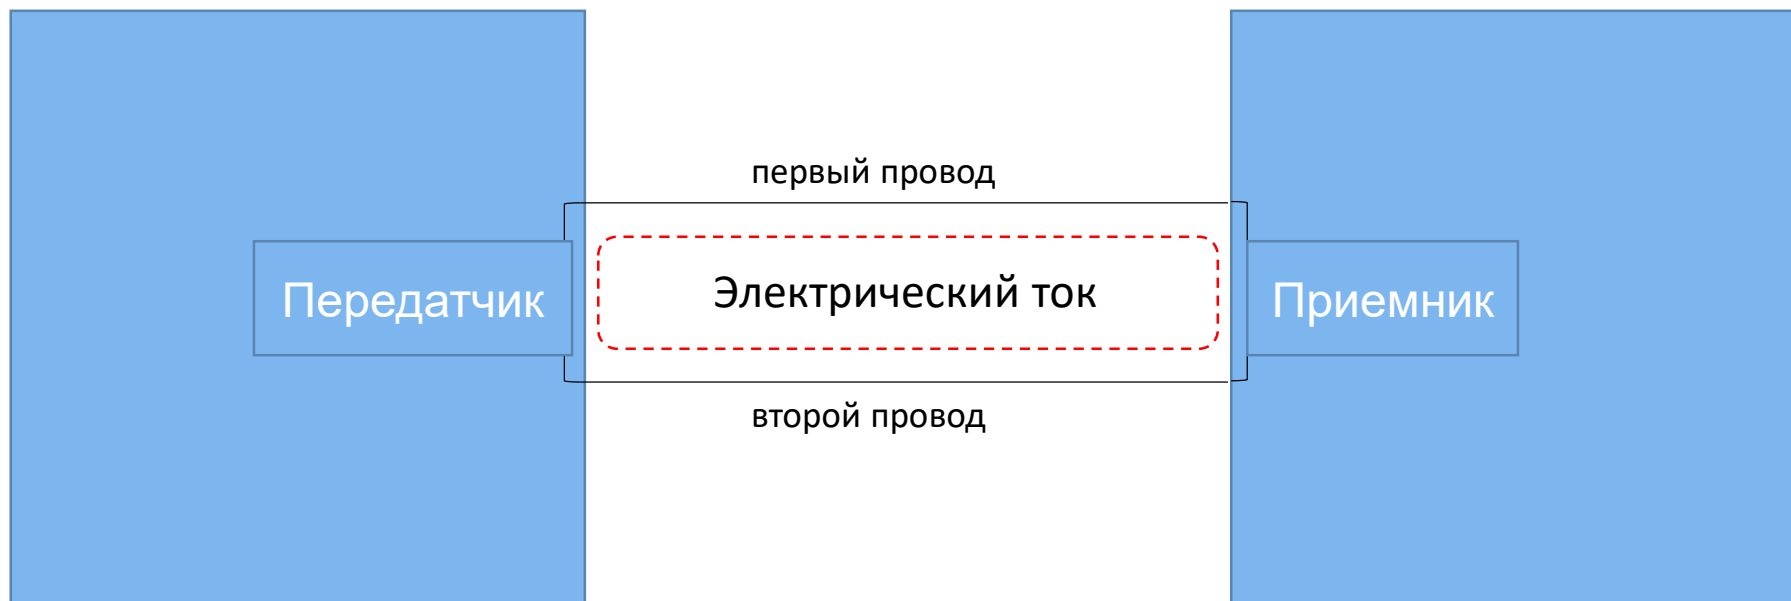 первый провод
Передатчик
Электрический ток
Приемник
второй провод